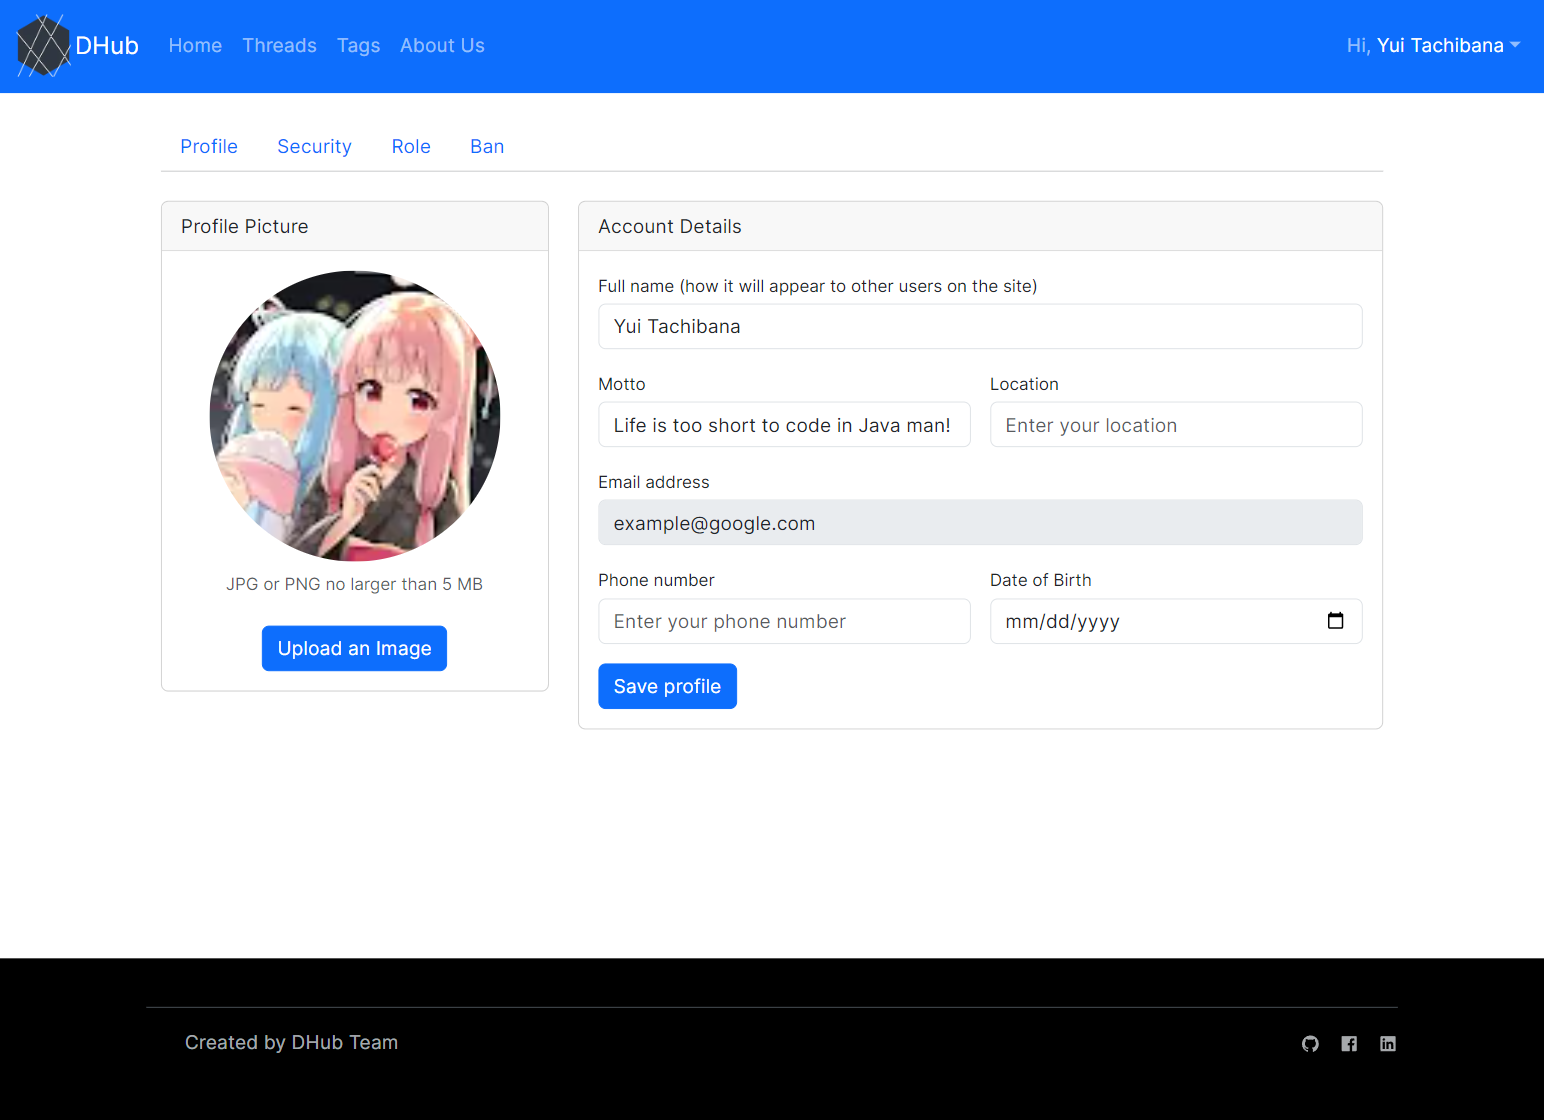 DHub Home Threads Tags About Us Hi, Yui Tachibana
Profile Security Role Ban
Profile Picture
JPG or PNG no larger than 5 MB
Upload an Image
Account Details
Full name (how it will appear to other users on the site)
Yui Tachibana
Motto Location
Life is too short to code in Java man! Enter your location
Email address
example@google.com
Phone number Date of Birth
Enter your phone number mm/dd/yyyy
Save profile
Created by DHub Team